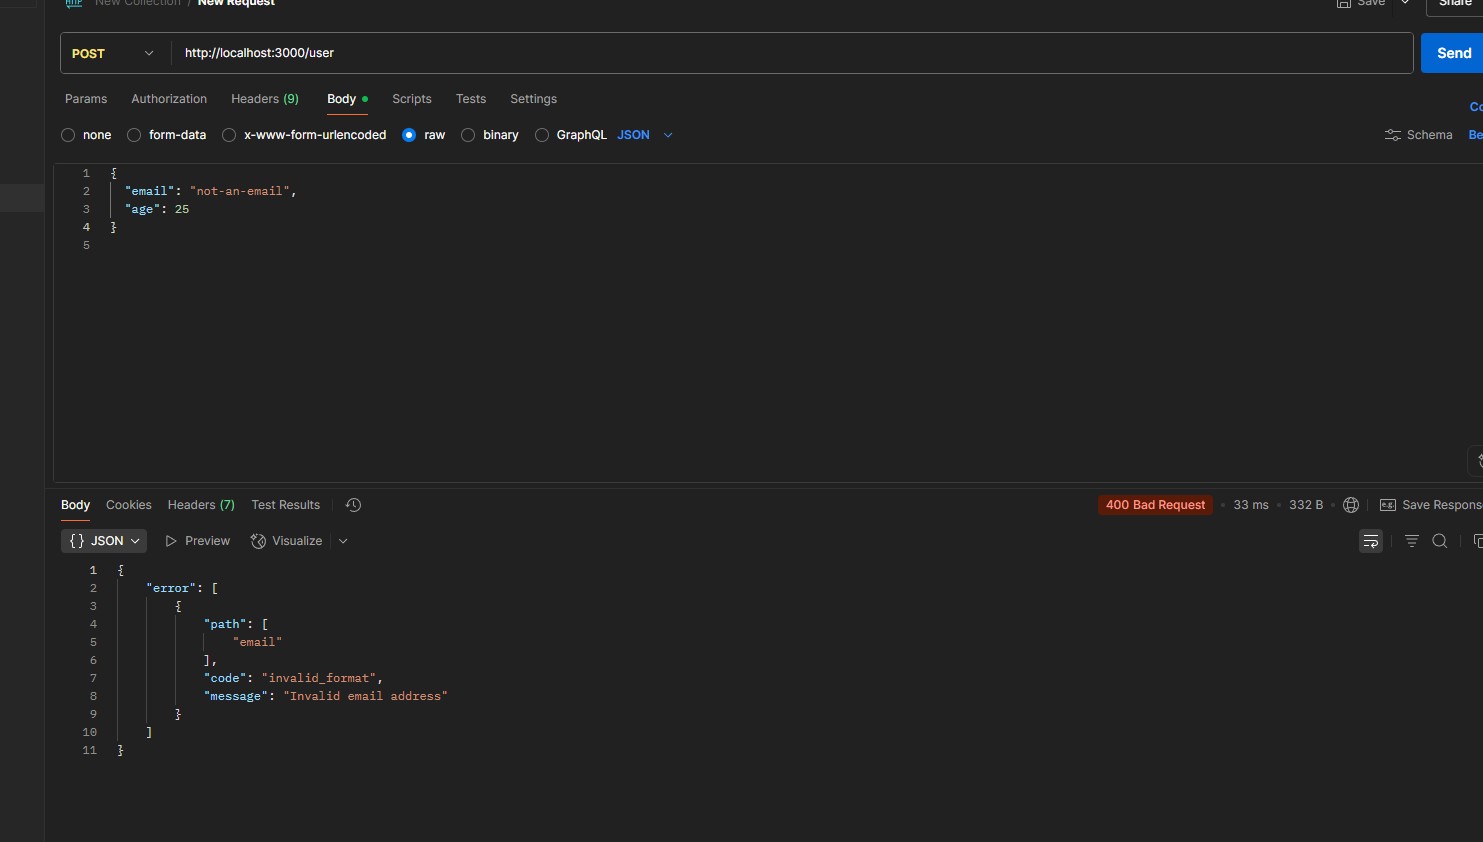 HTTP New Collection / New Request Save Share
POST http://localhost:3000/user Send
Params Authorization Headers (9) Body Scripts Tests Settings
none form-data x-www-form-urlencoded raw binary GraphQL JSON Schema
1 {
2 "email": "not-an-email",
3 "age": 25
4 }
5
Body Cookies Headers (7) Test Results 400 Bad Request 33 ms 332 B e.g. Save Respons
{} JSON Preview Visualize
1 {
2 "error": [
3 {
4 "path": [
5 "email"
6 ],
7 "code": "invalid_format",
8 "message": "Invalid email address"
9 }
10 ]
11 }